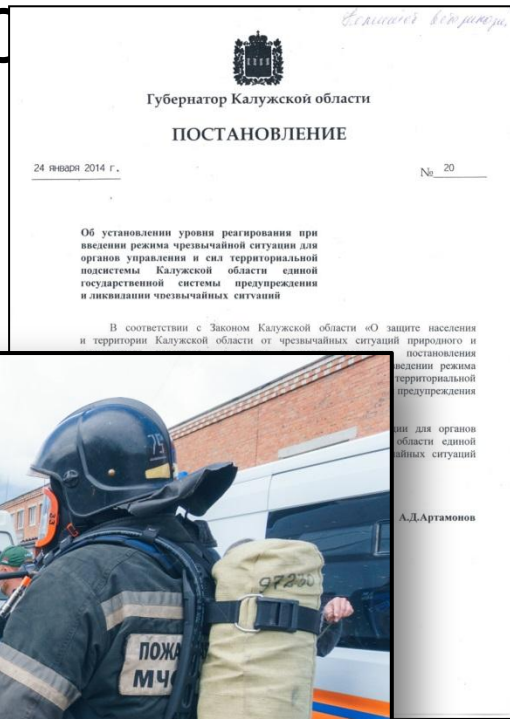 Губернатор Калужской области
ПОСТАНОВЛЕНИЕ
24 января 2014 г.
№ 20
Об установлении уровня реагирования при
введении режима чрезвычайной ситуации для
органов управления и сил территориальной
подсистемы Калужской области единой
государственной системы предупреждения
и ликвидации чрезвычайных ситуаций
В соответствии с Законом Калужской области «О защите населения
и территории Калужской области от чрезвычайных ситуаций природного и
постановления
режима
территориальной
предупреждения
для органов
области единой
ситуаций
А.Д.Артамонов
75
97230
ПОЖА
МЧС